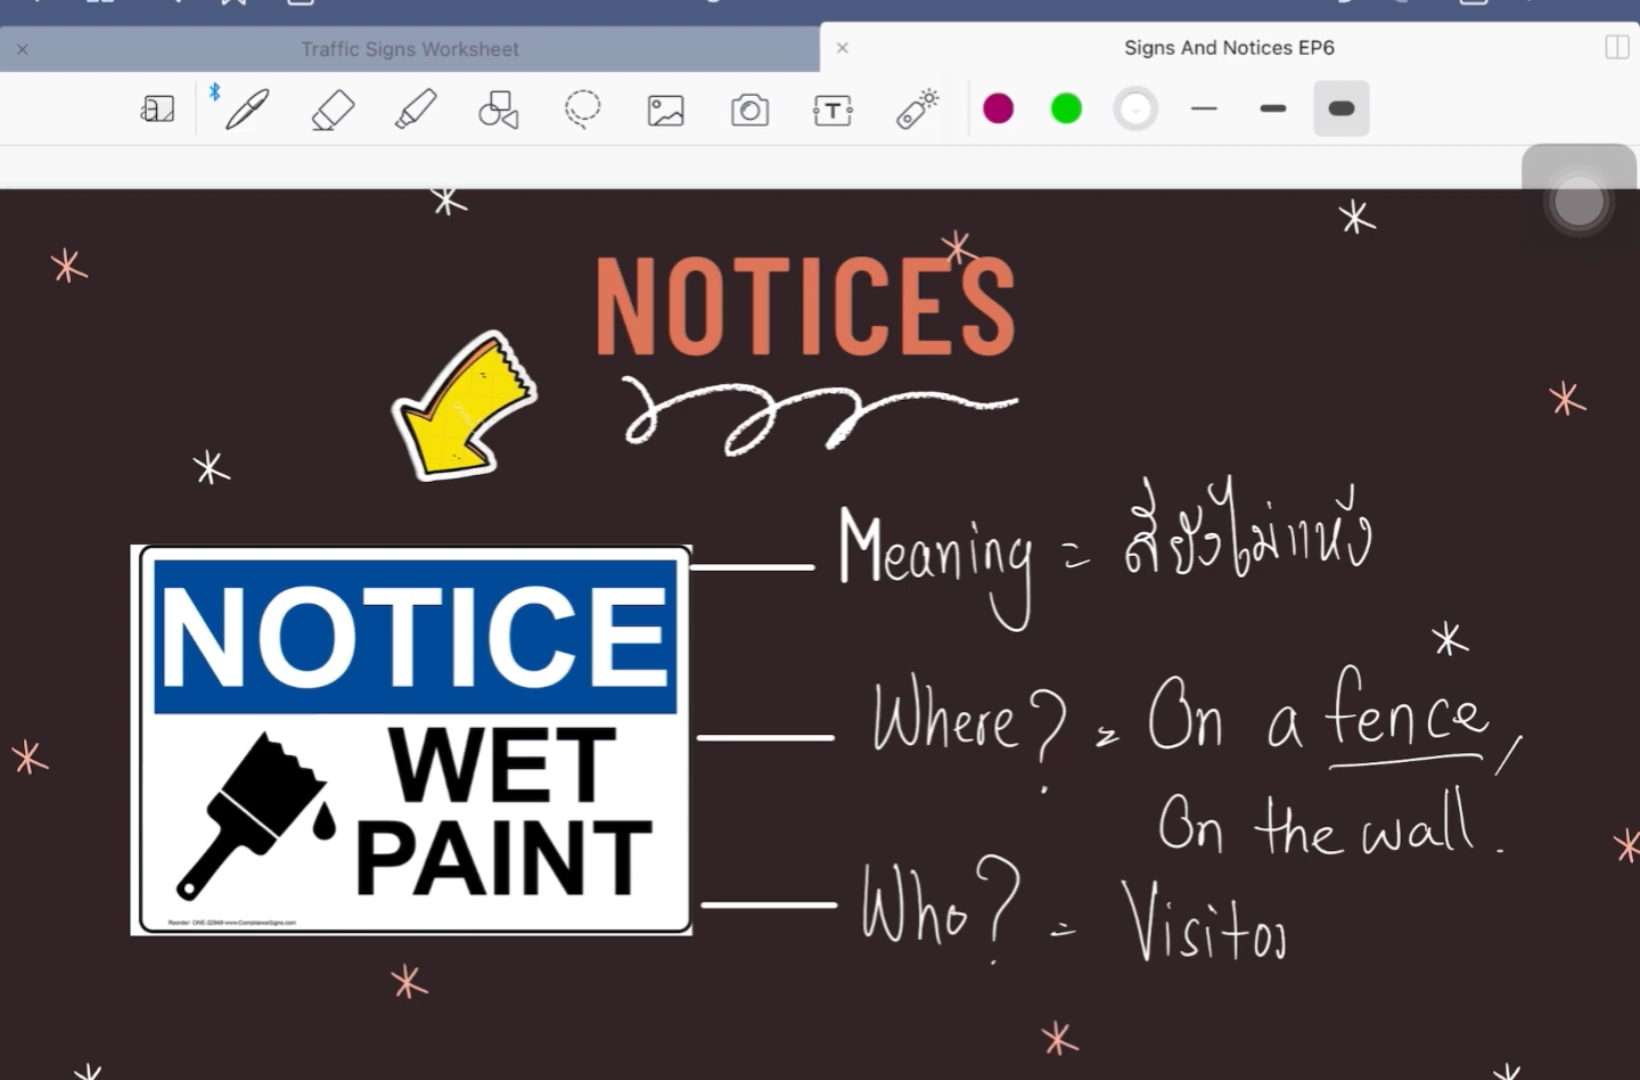 Traffic Signs Worksheet
Signs And Notices EP6
NOTICES
Meaning = สียังไม่แห้ง
NOTICE
WET
PAINT
Where? = On a fence,
On the wall.
Who? = Visitor